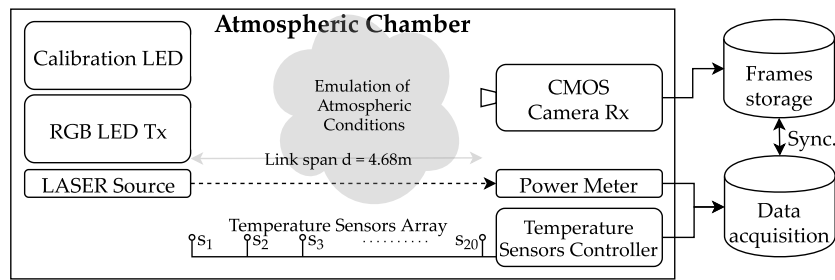 Atmospheric Chamber
Calibration LED
RGB LED Tx
LASER Source
Emulation of
Atmospheric
Conditions
Link span d = 4.68m
CMOS
Camera Rx
Power Meter
Temperature Sensors Array
s1
s2
s3
..........
s20
Temperature
Sensors Controller
Frames
storage
Sync.
Data
acquisition